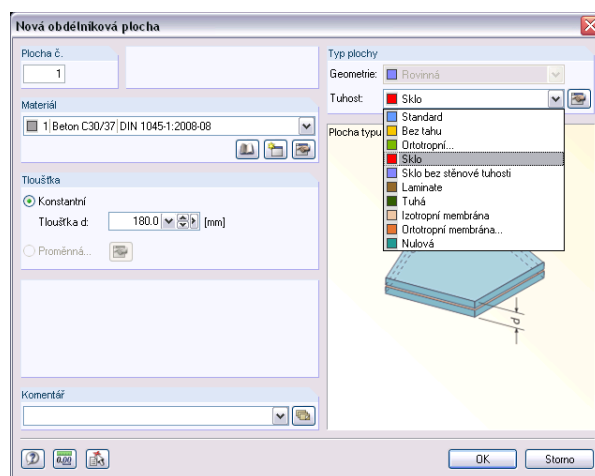 Nová obdélníková plocha
Plocha č.
1
Materiál
1 Beton C30/37 DIN 1045-1:2008-08
Tloušťka
Konstantní
Tloušťka d: 180.0 [mm]
Proměnná...
Komentář
Typ plochy
Geometrie: Rovinná
Tuhost: Sklo
Plocha typu
Standard
Bez tahu
Ortotropní...
Sklo
Sklo bez stěnové tuhosti
Laminate
Tuhá
Izotropní membrána
Ortotropní membrána...
Nulová
d
0.00
OK Storno